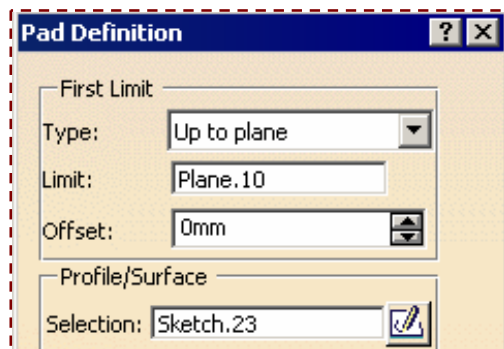 Pad Definition
First Limit
Type: Up to plane
Limit: Plane.10
Offset: 0mm
Profile/Surface
Selection: Sketch.23